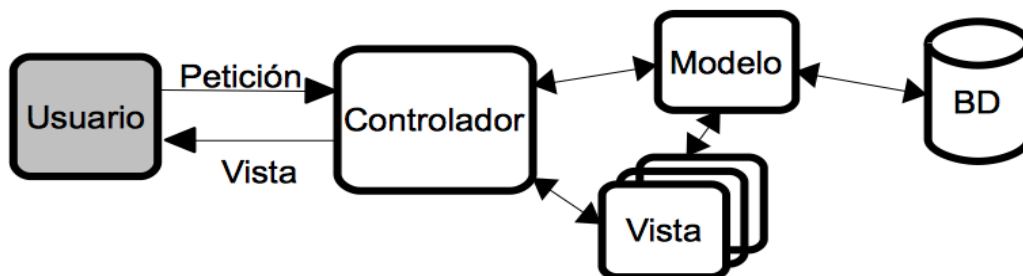 Usuario
Petición
Vista
Controlador
Modelo
Vista
BD